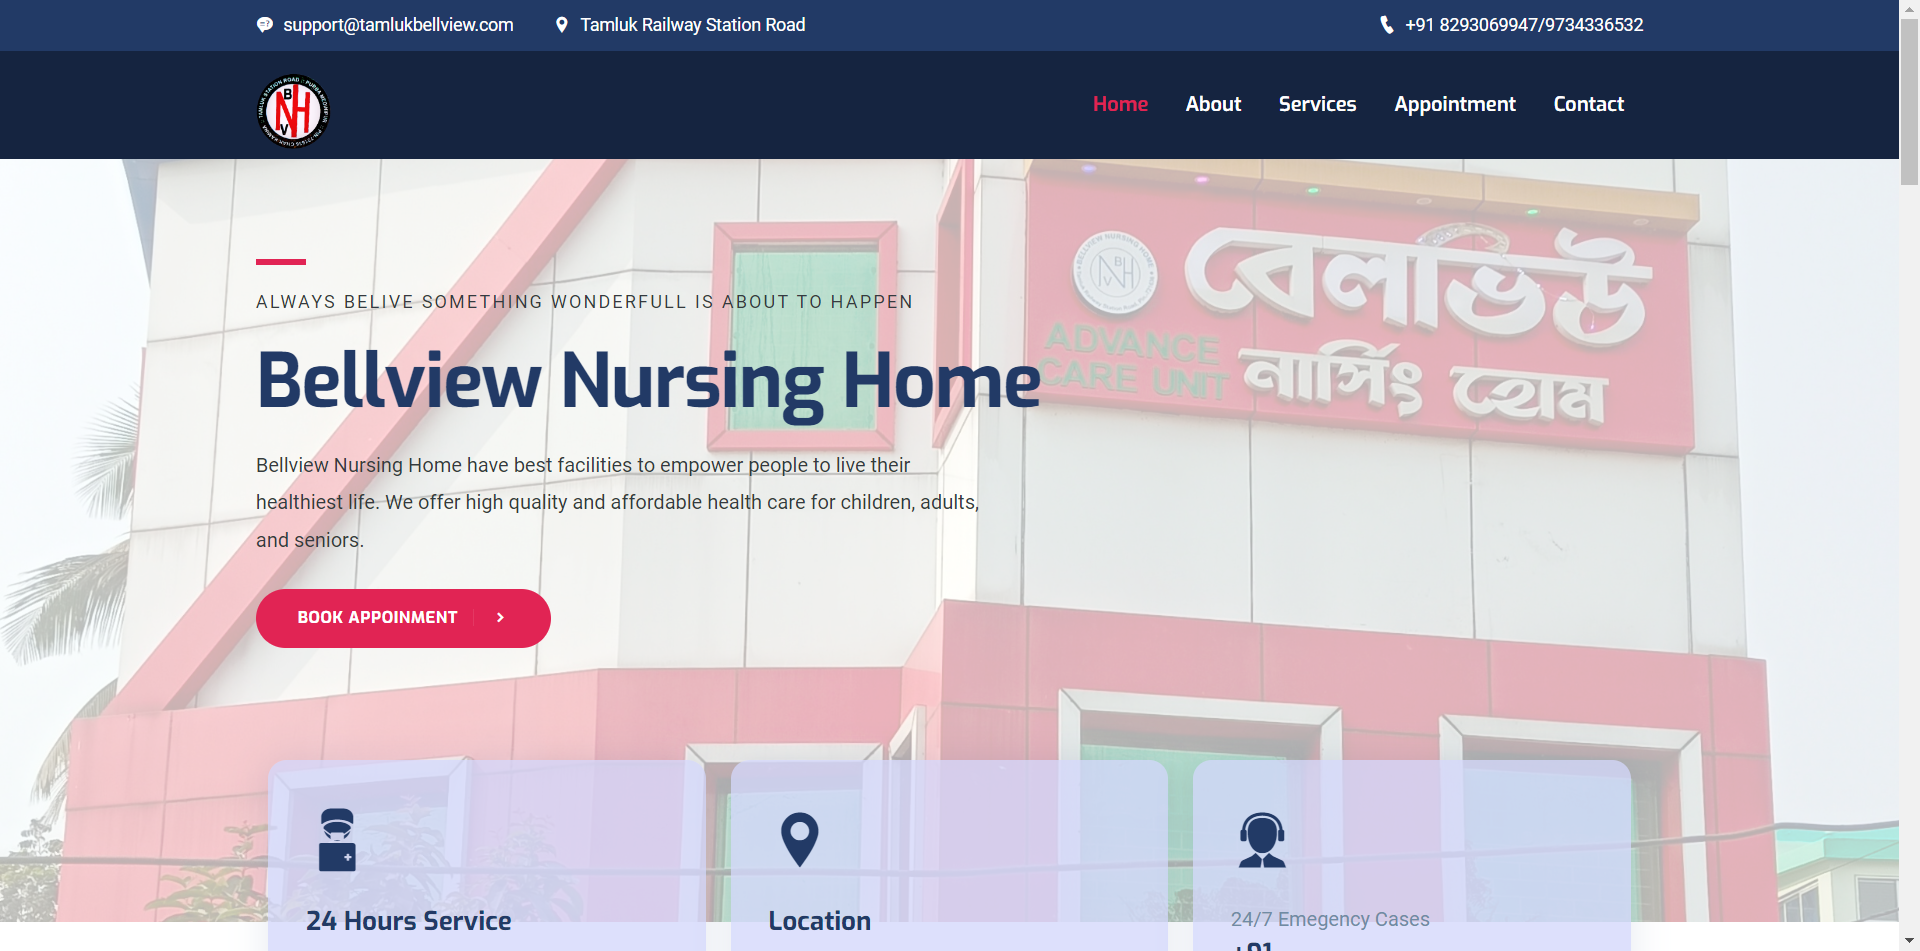 support@tamlukbellview.com
Tamluk Railway Station Road
+91 8293069947/9734336532
Home
About
Services
Appointment
Contact
ALWAYS BELIVE SOMETHING WONDERFULL IS ABOUT TO HAPPEN
Bellview Nursing Home
Bellview Nursing Home have best facilities to empower people to live their
healthiest life. We offer high quality and affordable health care for children, adults,
and seniors.
BOOK APPOINMENT
বেলভিউ
নার্সিং হোম
ADVANCE
CARE UNIT
24 Hours Service
Location
24/7 Emegency Cases
+91